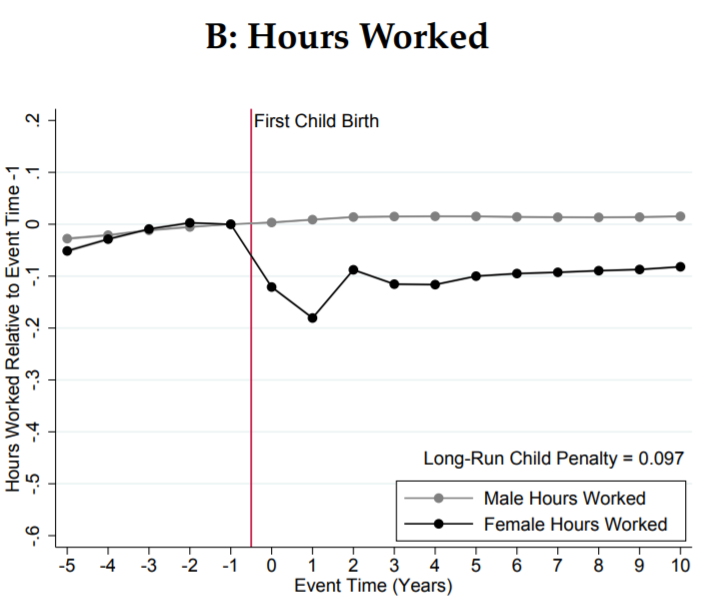 B: Hours Worked
First Child Birth
Hours Worked Relative to Event Time -1
.2
.1
0
-.1
-.2
-.3
-.4
-.5
-.6
Long-Run Child Penalty = 0.097
Male Hours Worked
Female Hours Worked
-5 -4 -3 -2 -1 0 1 2 3 4 5 6 7 8 9 10
Event Time (Years)